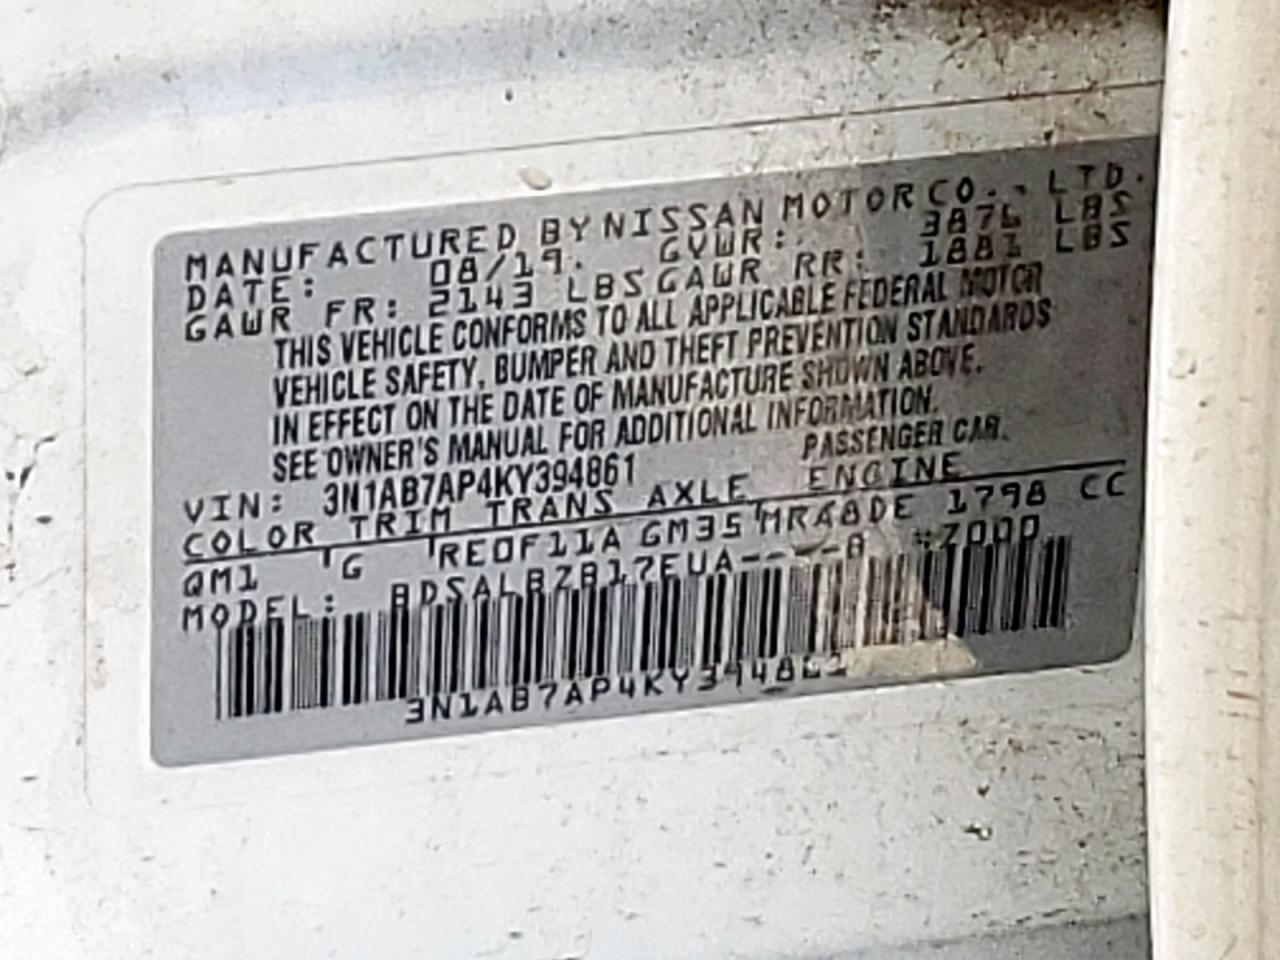 MANUFACTURED BY NISSAN MOTOR CO., LTD.
DATE: 08/19. GVWR: 3876 LBS
GAWR FR: 2143 LBS GAWR RR: 1881 LBS
THIS VEHICLE CONFORMS TO ALL APPLICABLE FEDERAL MOTOR
VEHICLE SAFETY, BUMPER AND THEFT PREVENTION STANDARDS
IN EFFECT ON THE DATE OF MANUFACTURE SHOWN ABOVE.
SEE OWNER'S MANUAL FOR ADDITIONAL INFORMATION.
VIN: 3N1AB7AP4KY394861 PASSENGER CAR.
COLOR TRIM TRANS AXLE ENGINE
QM1 G RE0F11A GM35 MRA8DE 1798 CC
MODEL: BDSALBZB17EUA----A
3N1AB7AP4KY394861